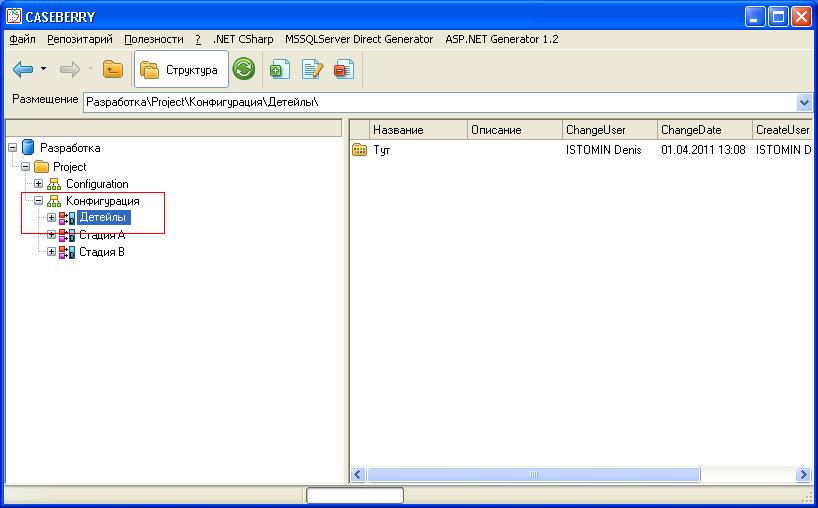 CASEBERRY
Файл Репозитарий Полезности ? .NET CSharp MSSQLServer Direct Generator ASP.NET Generator 1.2
Структура
Размещение Разработка\Project\Конфигурация\Детейлы\
Название Описание ChangeUser ChangeDate CreateUser
Тут ISTOMIN Denis 01.04.2011 13:08 ISTOMIN D
Разработка
Project
Configuration
Конфигурация
Детейлы
Стадия А
Стадия В